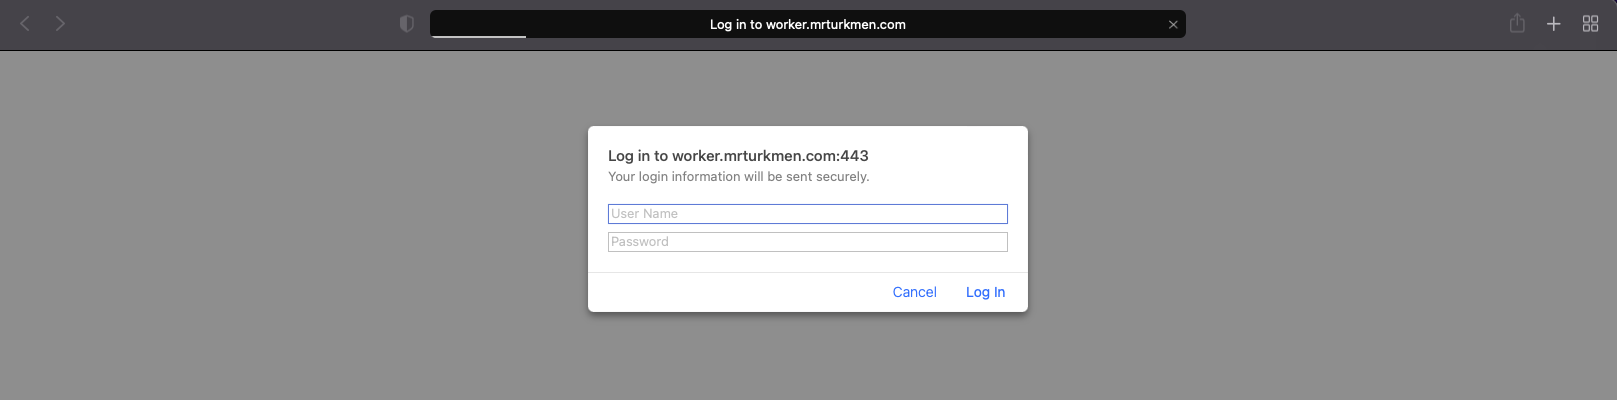 Log in to worker.mrturkmen.com
Log in to worker.mrturkmen.com:443
Your login information will be sent securely.
User Name
Password
Cancel Log In